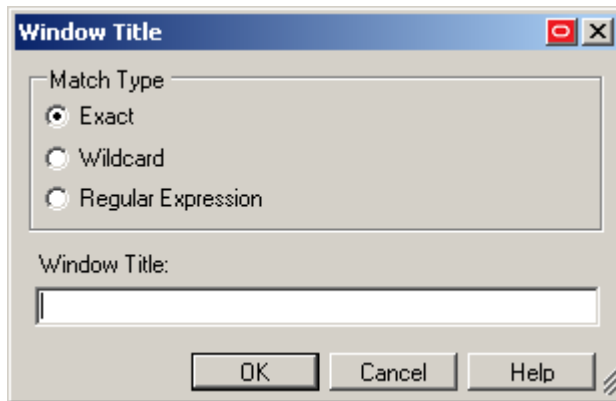 Window Title
Match Type
Exact
Wildcard
Regular Expression
Window Title:
OK Cancel Help